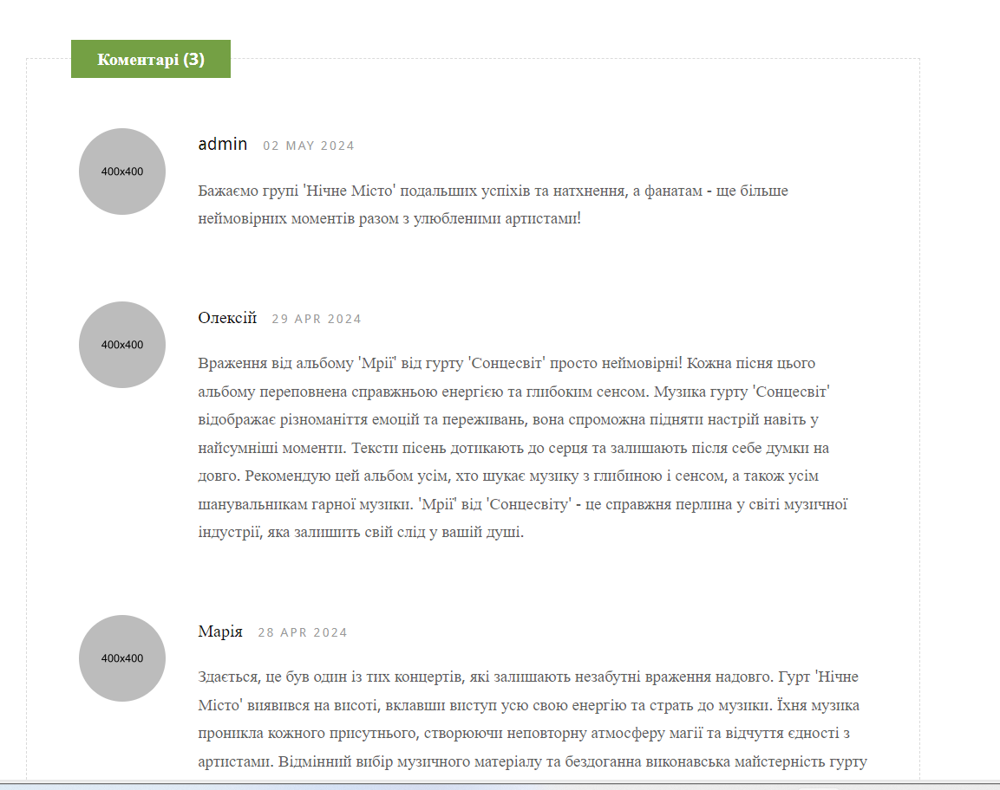 Коментарі (3)
400x400
admin 02 MAY 2024
Бажаємо групі 'Нічне Місто' подальших успіхів та натхнення, а фанатам - ще більше
неймовірних моментів разом з улюбленими артистами!
400x400
Олексій 29 APR 2024
Враження від альбому 'Мрії' від гурту 'Сонцесвіт' просто неймовірні! Кожна пісня цього
альбому переповнена справжньою енергією та глибоким сенсом. Музика гурту 'Сонцесвіт'
відображає різноманіття емоцій та переживань, вона спроможна підняти настрій навіть у
найсумніші моменти. Тексти пісень дотикають до серця та залишають після себе думки на
довго. Рекомендую цей альбом усім, хто шукає музику з глибиною і сенсом, а також усім
шанувальникам гарної музики. 'Мрії' від 'Сонцесвіту' - це справжня перлина у світі музичної
індустрії, яка залишить свій слід у вашій душі.
400x400
Марія 28 APR 2024
Здається, це був один із тих концертів, які залишають незабутні враження надовго. Гурт 'Нічне
Місто' виявився на висоті, вклавши виступ усю свою енергію та страть до музики. Їхня музика
проникла кожного присутнього, створюючи неповторну атмосферу магії та відчуття єдності з
артистами. Відмінний вибір музичного матеріалу та бездоганна виконавська майстерність гурту